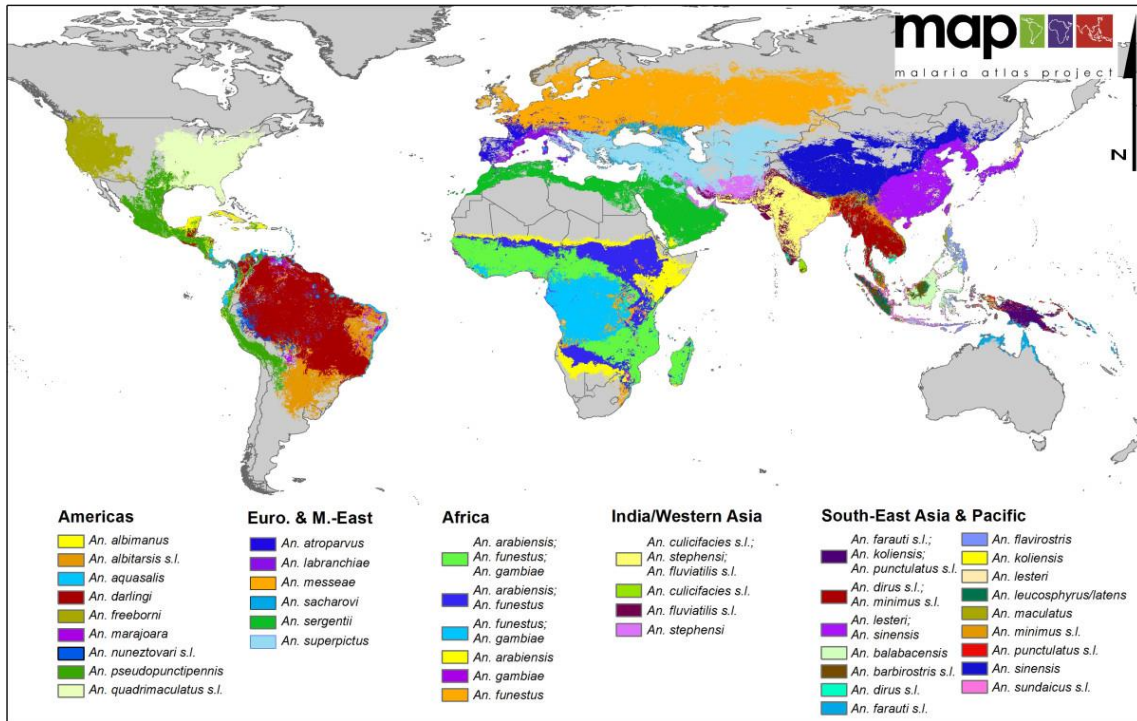 map
malaria atlas project
N
Americas
An. albimanus
An. albitarsis s.l.
An. aquasalis
An. darlingi
An. freeborni
An. marajoara
An. nuneztovari s.l.
An. pseudopunctipennis
An. quadrimaculatus s.l.
Euro. & M.-East
An. atroparvus
An. labranchiae
An. messeae
An. sacharovi
An. sergentii
An. superpictus
Africa
An. arabiensis;
An. funestus;
An. gambiae
An. arabiensis;
An. funestus
An. funestus;
An. gambiae
An. arabiensis
An. gambiae
An. funestus
India/Western Asia
An. culicifacies s.l.;
An. stephensi;
An. fluviatilis s.l.
An. culicifacies s.l.
An. fluviatilis s.l.
An. stephensi
South-East Asia & Pacific
An. farauti s.l.;
An. koliensis;
An. punctulatus s.l.
An. dirus s.l.;
An. minimus s.l.
An. lesteri;
An. sinensis
An. balabacensis
An. barbirostris s.l.
An. dirus s.l.
An. farauti s.l.
An. flavirostris
An. koliensis
An. lesteri
An. leucosphyrus/latens
An. maculatus
An. minimus s.l.
An. punctulatus s.l.
An. sinensis
An. sundaicus s.l.